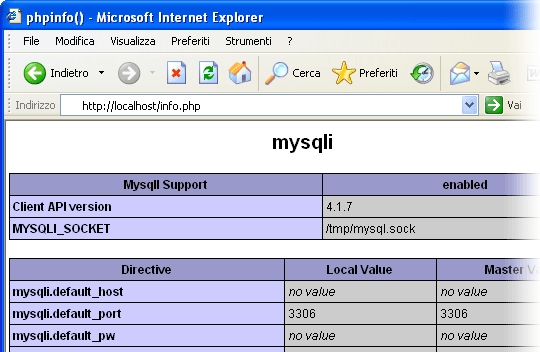 phpinfo() - Microsoft Internet Explorer
File Modifica Visualizza Preferiti Strumenti ?
Indietro Cerca Preferiti
Indirizzo http://localhost/info.php Vai
mysqli
MysqlI Support enabled
Client API version 4.1.7
MYSQLI_SOCKET /tmp/mysql.sock
Directive Local Value Master V
mysqli.default_host no value no value
mysqli.default_port 3306 3306
mysqli.default_pw no value no value